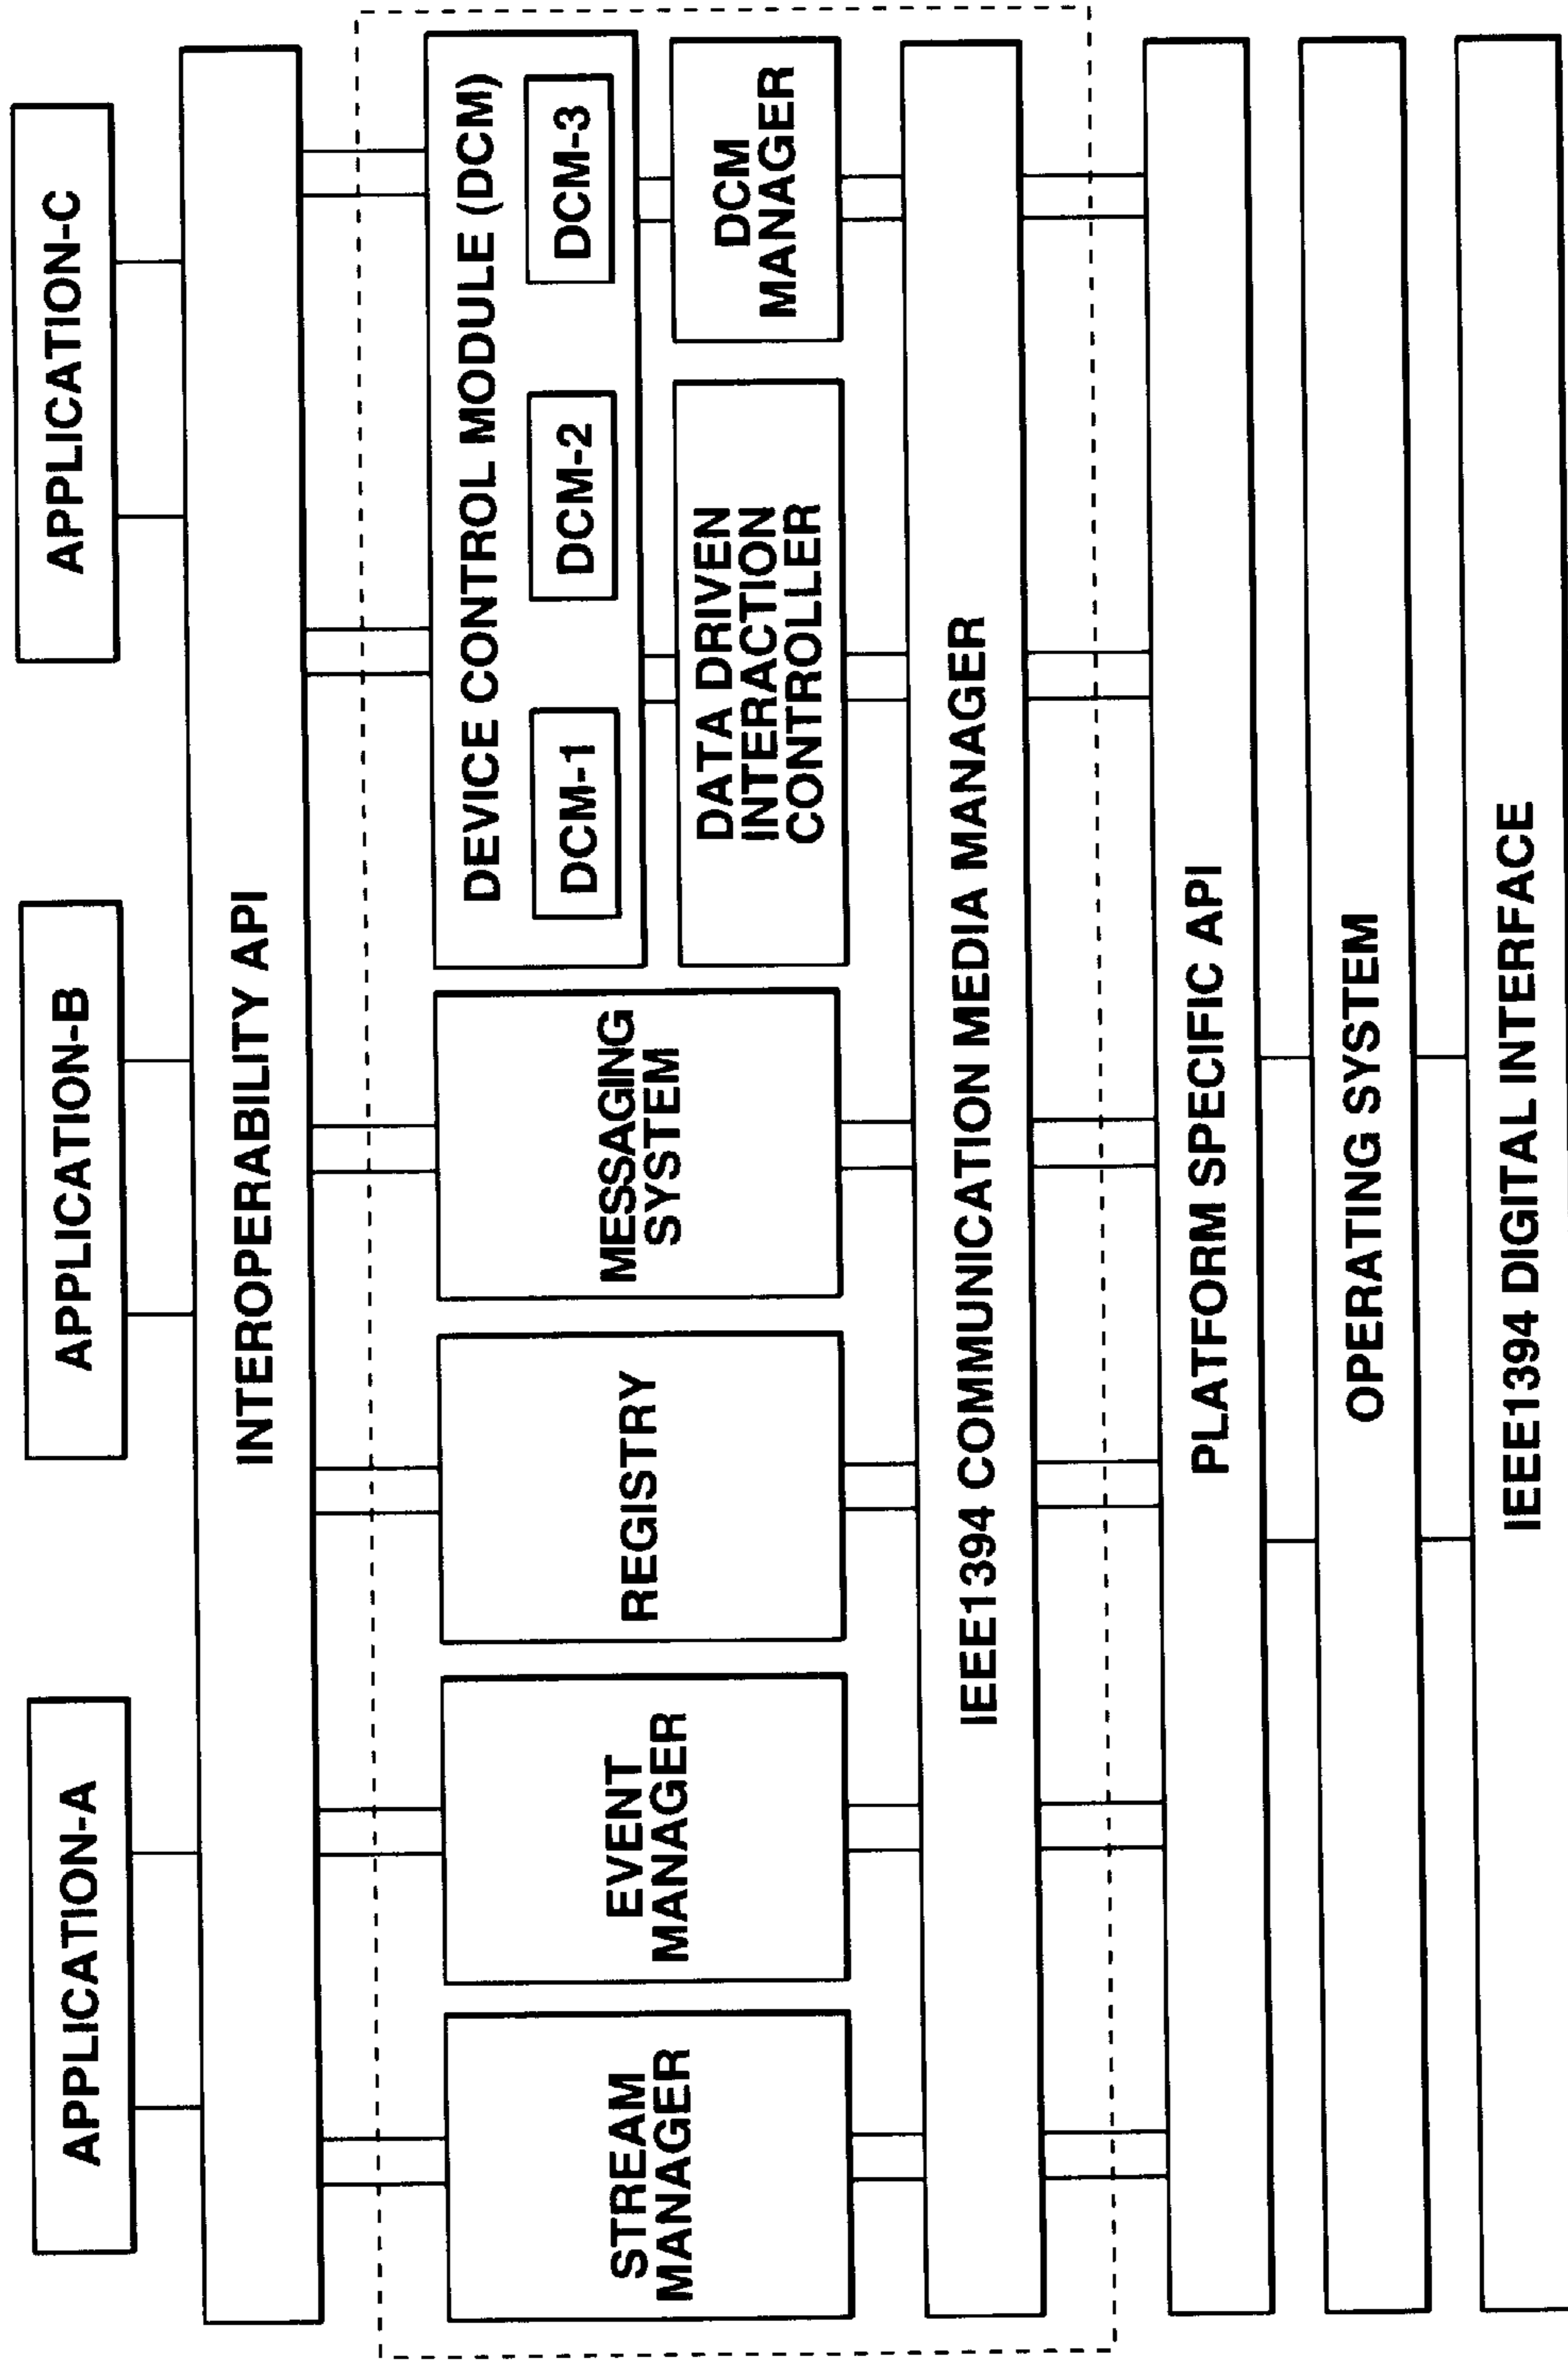 APPLICATION-A
APPLICATION-B
APPLICATION-C
INTEROPERABILITY API
STREAM
MANAGER
EVENT
MANAGER
REGISTRY
MESSAGING
SYSTEM
DEVICE CONTROL MODULE (DCM)
DCM-1
DCM-2
DCM-3
DATA DRIVEN
INTERACTION
CONTROLLER
DCM
MANAGER
IEEE1394 COMMUNICATION MEDIA MANAGER
PLATFORM SPECIFIC API
OPERATING SYSTEM
IEEE1394 DIGITAL INTERFACE